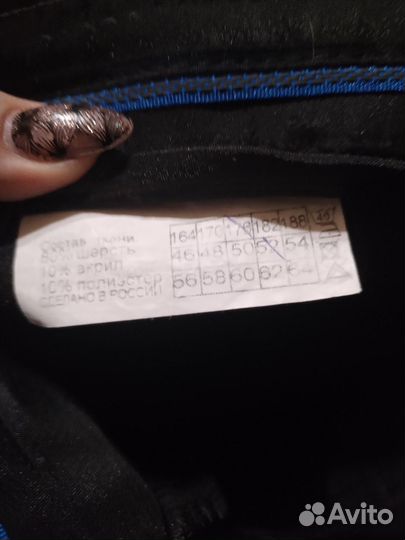 Состав ткани:
80% шерсть
10% акрил
10% полиэстер
СДЕЛАНО В РОССИИ
164 170 176 182 188
46 48 50 52 54
56 58 60 62 64
Avito